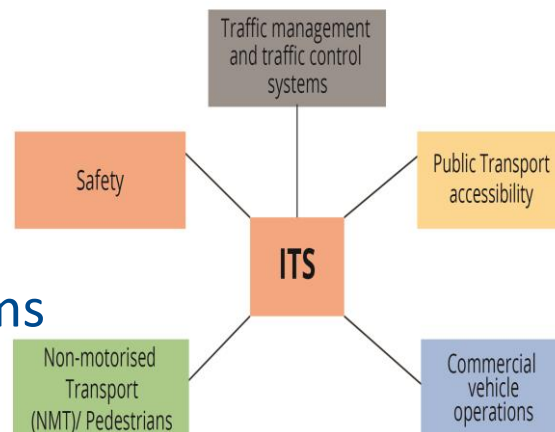 Traffic management
and traffic control
systems
Safety
Public Transport
accessibility
ITS
ms
Non-motorised
Transport
(NMT)/ Pedestrians
Commercial
vehicle
operations